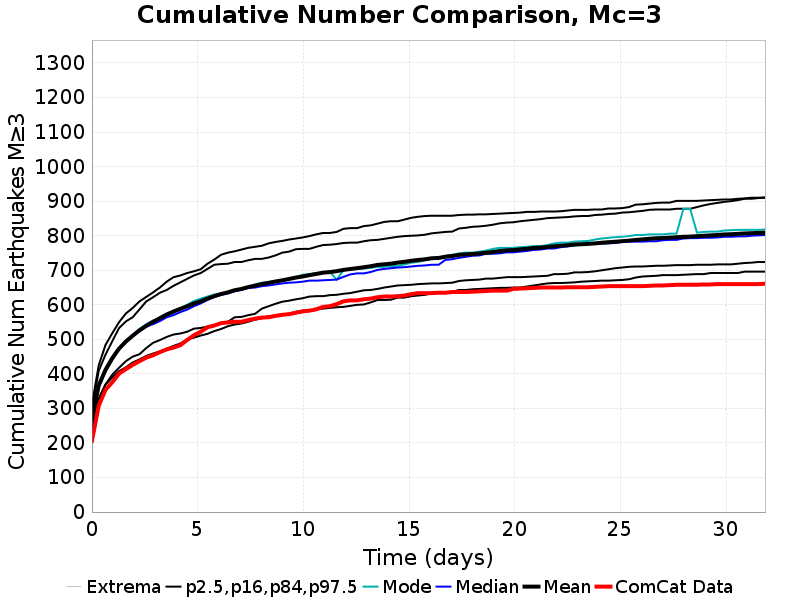 Cumulative Number Comparison, Mc=3
Cumulative Num Earthquakes M≥3
1300
1200
1100
1000
900
800
700
600
500
400
300
200
100
0
0 5 10 15 20 25 30
Time (days)
Extrema p2.5,p16,p84,p97.5 Mode Median Mean ComCat Data